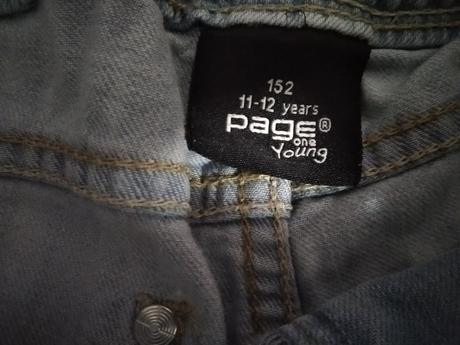 152
11-12 years
page®
one
Young